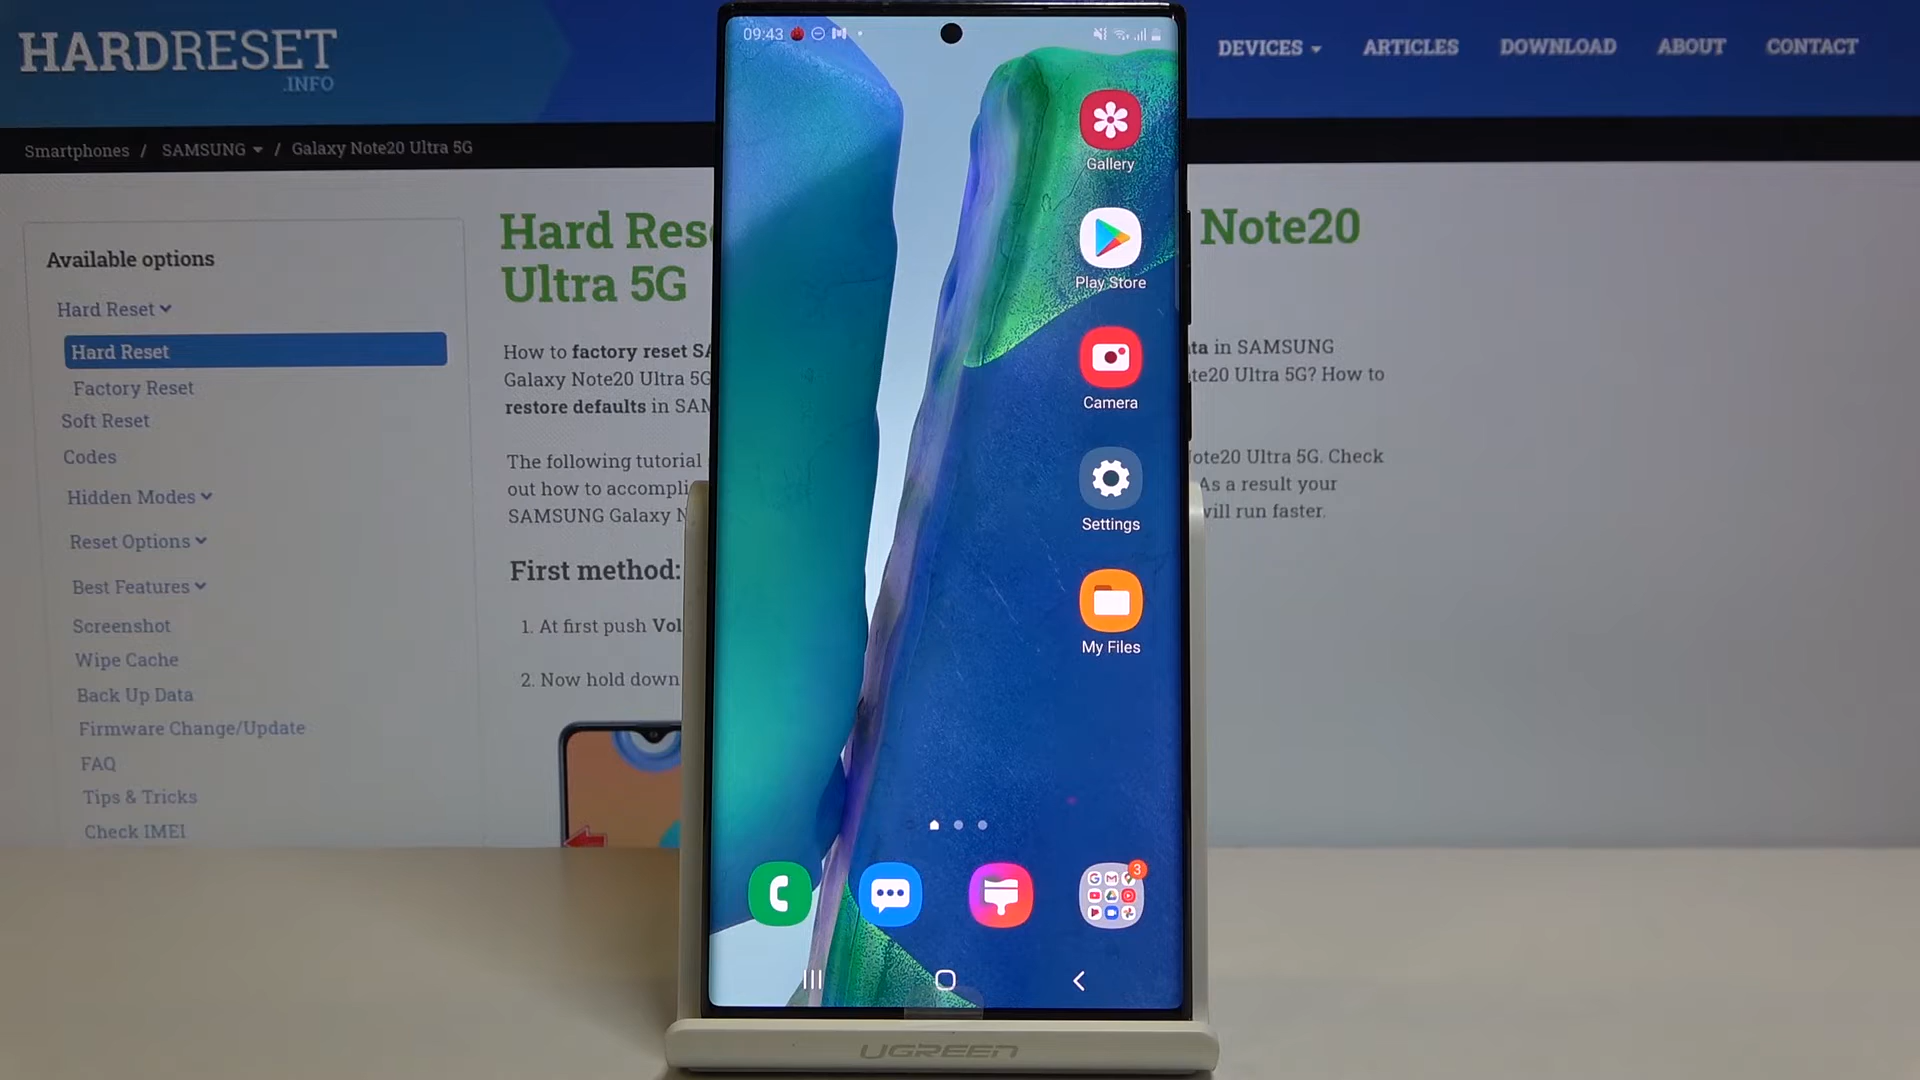 HARDRESET
.INFO
DEVICES
ARTICLES
DOWNLOAD
ABOUT
CONTACT
Smartphones / SAMSUNG / Galaxy Note20 Ultra 5G
Available options
Hard Reset
Hard Reset
Factory Reset
Soft Reset
Codes
Hidden Modes
Reset Options
Best Features
Screenshot
Wipe Cache
Back Up Data
Firmware Change/Update
FAQ
Tips & Tricks
Check IMEI
Hard Res Note20
Ultra 5G
How to factory reset SA ta in SAMSUNG
Galaxy Note20 Ultra 5G te20 Ultra 5G? How to
restore defaults in SAM
The following tutorial ote20 Ultra 5G. Check
out how to accompli As a result your
SAMSUNG Galaxy N will run faster.
First method:
1. At first push Vol
2. Now hold down
09:43
Gallery
Play Store
Camera
Settings
My Files
3
UGREEN